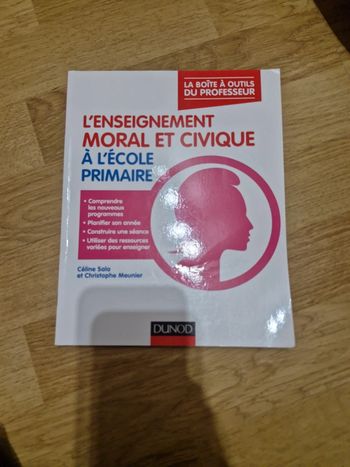 LA BOÎTE À OUTILS
DU PROFESSEUR
L'ENSEIGNEMENT
MORAL ET CIVIQUE
À L'ÉCOLE
PRIMAIRE
• Comprendre
les nouveaux
programmes
• Planifier son année
• Construire une séance
• Utiliser des ressources
variées pour enseigner
Céline Sala
et Christophe Meunier
DUNOD